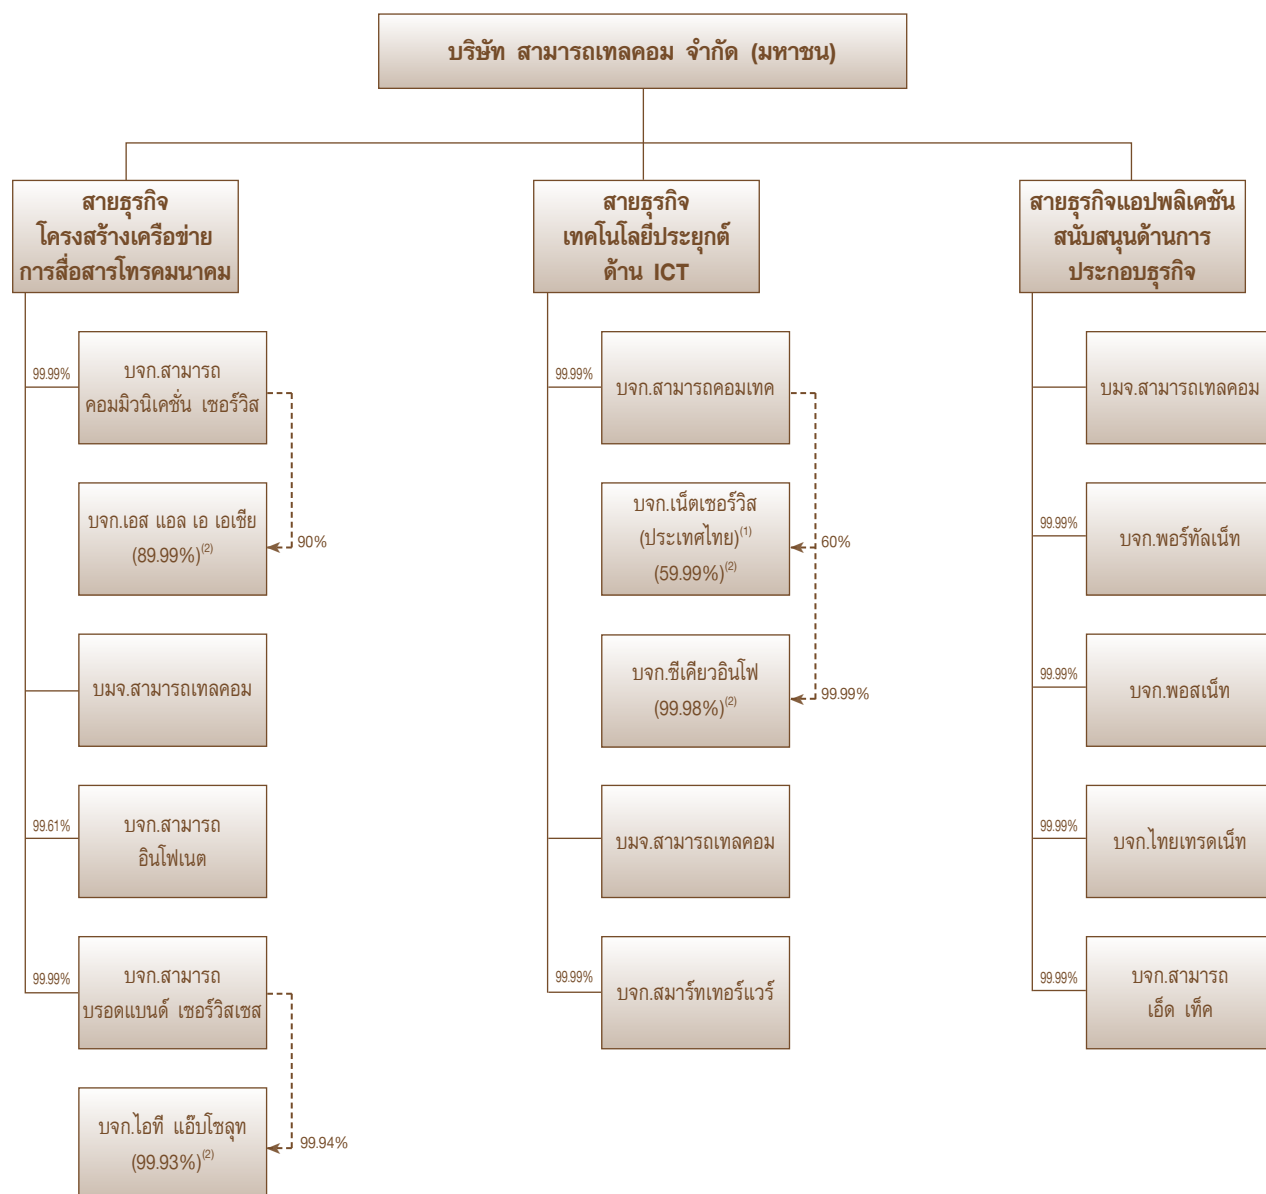 บริษัท สามารถเทลคอม จำกัด (มหาชน)
สายธุรกิจ
โครงสร้างเครือข่าย
การสื่อสารโทรคมนาคม
99.99%
บจก.สามารถ
คอมมิวนิเคชั่น เซอร์วิส
บจก.เอส แอล เอ เอเชีย
(89.99%)(2)
90%
บมจ.สามารถเทลคอม
99.61%
บจก.สามารถ
อินโฟเนต
99.99%
บจก.สามารถ
บรอดแบนด์ เซอร์วิสเซส
บจก.ไอที แอ๊บโซลุท
(99.93%)(2)
99.94%
สายธุรกิจ
เทคโนโลยีประยุกต์
ด้าน ICT
99.99%
บจก.สามารถคอมเทค
บจก.เน็ตเซอร์วิส
(ประเทศไทย)(1)
(59.99%)(2)
60%
บจก.ซีเคียวอินโฟ
(99.98%)(2)
99.99%
บมจ.สามารถเทลคอม
99.99%
บจก.สมาร์ทเทอร์แวร์
สายธุรกิจแอปพลิเคชัน
สนับสนุนด้านการ
ประกอบธุรกิจ
บมจ.สามารถเทลคอม
99.99%
บจก.พอร์ทัลเน็ท
99.99%
บจก.พอสเน็ท
99.99%
บจก.ไทยเทรดเน็ท
99.99%
บจก.สามารถ
เอ็ด เท็ค